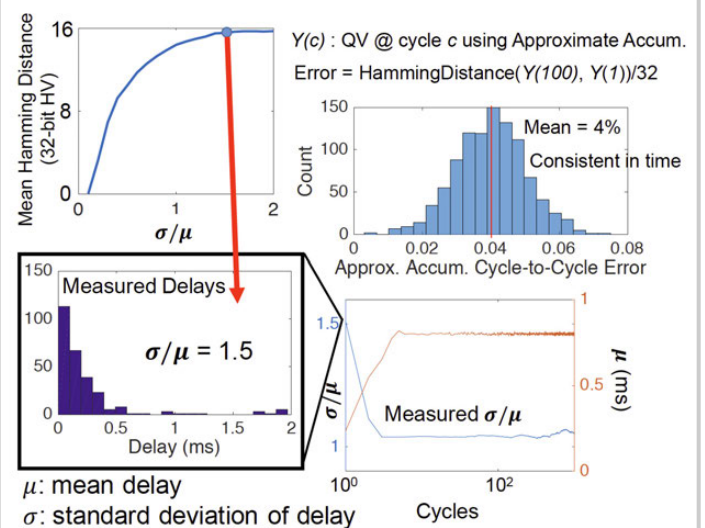 Mean Hamming Distance
(32-bit HV)
16
8
0
0 1 2
σ/μ
Y(c) : QV @ cycle c using Approximate Accum.
Error = HammingDistance(Y(100), Y(1))/32
Count
150
100
50
0
Mean = 4%
Consistent in time
0 0.02 0.04 0.06 0.08
Approx. Accum. Cycle-to-Cycle Error
150
100
50
0
Measured Delays
σ/μ = 1.5
0 0.5 1 1.5 2
Delay (ms)
σ/μ
1.5
1
Measured σ/μ
1
0.5
0
μ (ms)
10⁰ 10²
Cycles
μ: mean delay
σ: standard deviation of delay